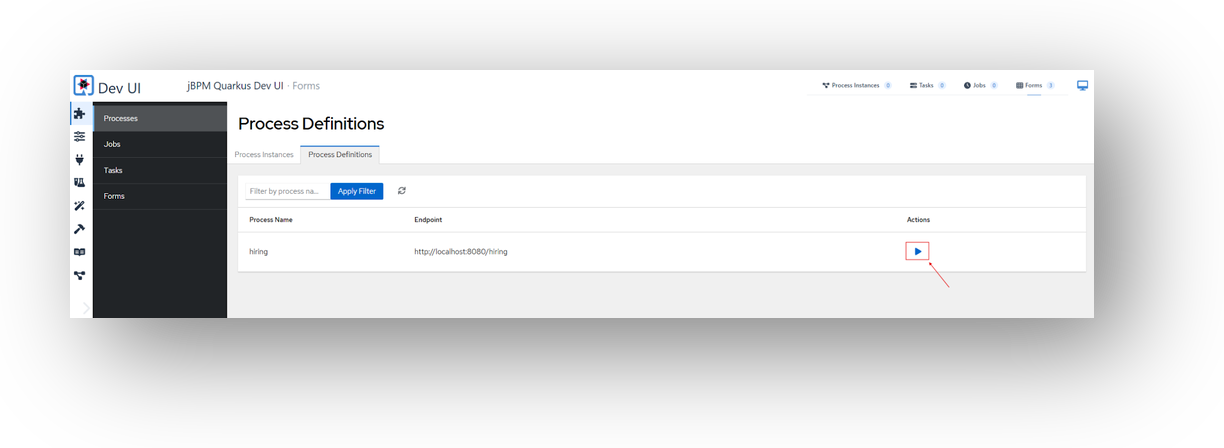 Dev UI
jBPM Quarkus Dev UI · Forms
Process Instances 0 Tasks 0 Jobs 0 Forms 3
Processes
Jobs
Tasks
Forms
Process Definitions
Process Instances Process Definitions
Filter by process na... Apply Filter
Process Name Endpoint Actions
hiring http://localhost:8080/hiring